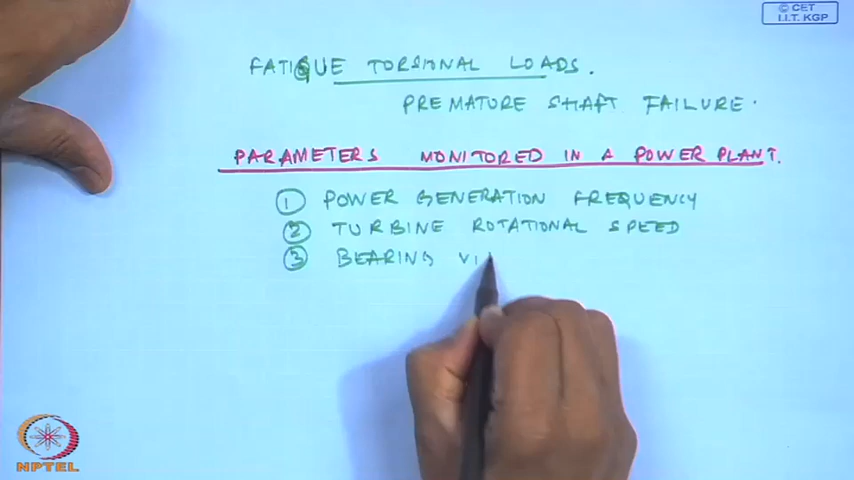 © CET
I.I.T. KGP
FATIGUE TORSIONAL LOADS.
PREMATURE SHAFT FAILURE.
PARAMETERS MONITORED IN A POWER PLANT.
① POWER GENERATION FREQUENCY
② TURBINE ROTATIONAL SPEED
③ BEARING VI
NPTEL